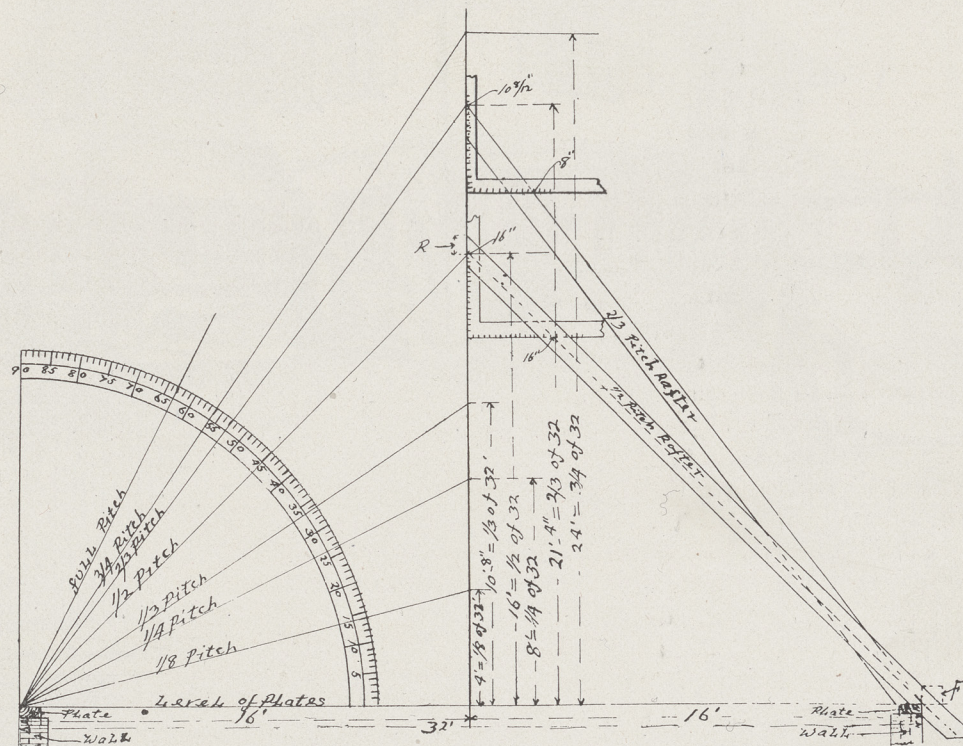 10 8/12"
8"
R
16"
16"
2/3 Pitch Rafter
1/2 Pitch Rafter
90 85 80 75 70 65 60 55 50 45 40 35 30 25 20 15 10 5
FULL Pitch
3/4 Pitch
2/3 Pitch
1/2 Pitch
1/3 Pitch
1/4 Pitch
1/8 Pitch
4' = 1/8 of 32'
10'-8" = 1/3 of 32'
16' = 1/2 of 32
8' = 1/4 of 32
21'. 4" = 2/3 of 32
24' = 3/4 of 32
F
Level of Plates
Plate
16'
32'
16'
Plate
Wall
Wall